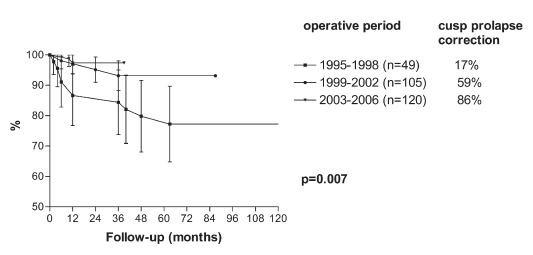 operative period cusp prolapse
correction
1995-1998 (n=49) 17%
1999-2002 (n=105) 59%
2003-2006 (n=120) 86%
100
90
80
%
70
60
50
0 12 24 36 48 60 72 84 96 108 120
Follow-up (months)
p=0.007